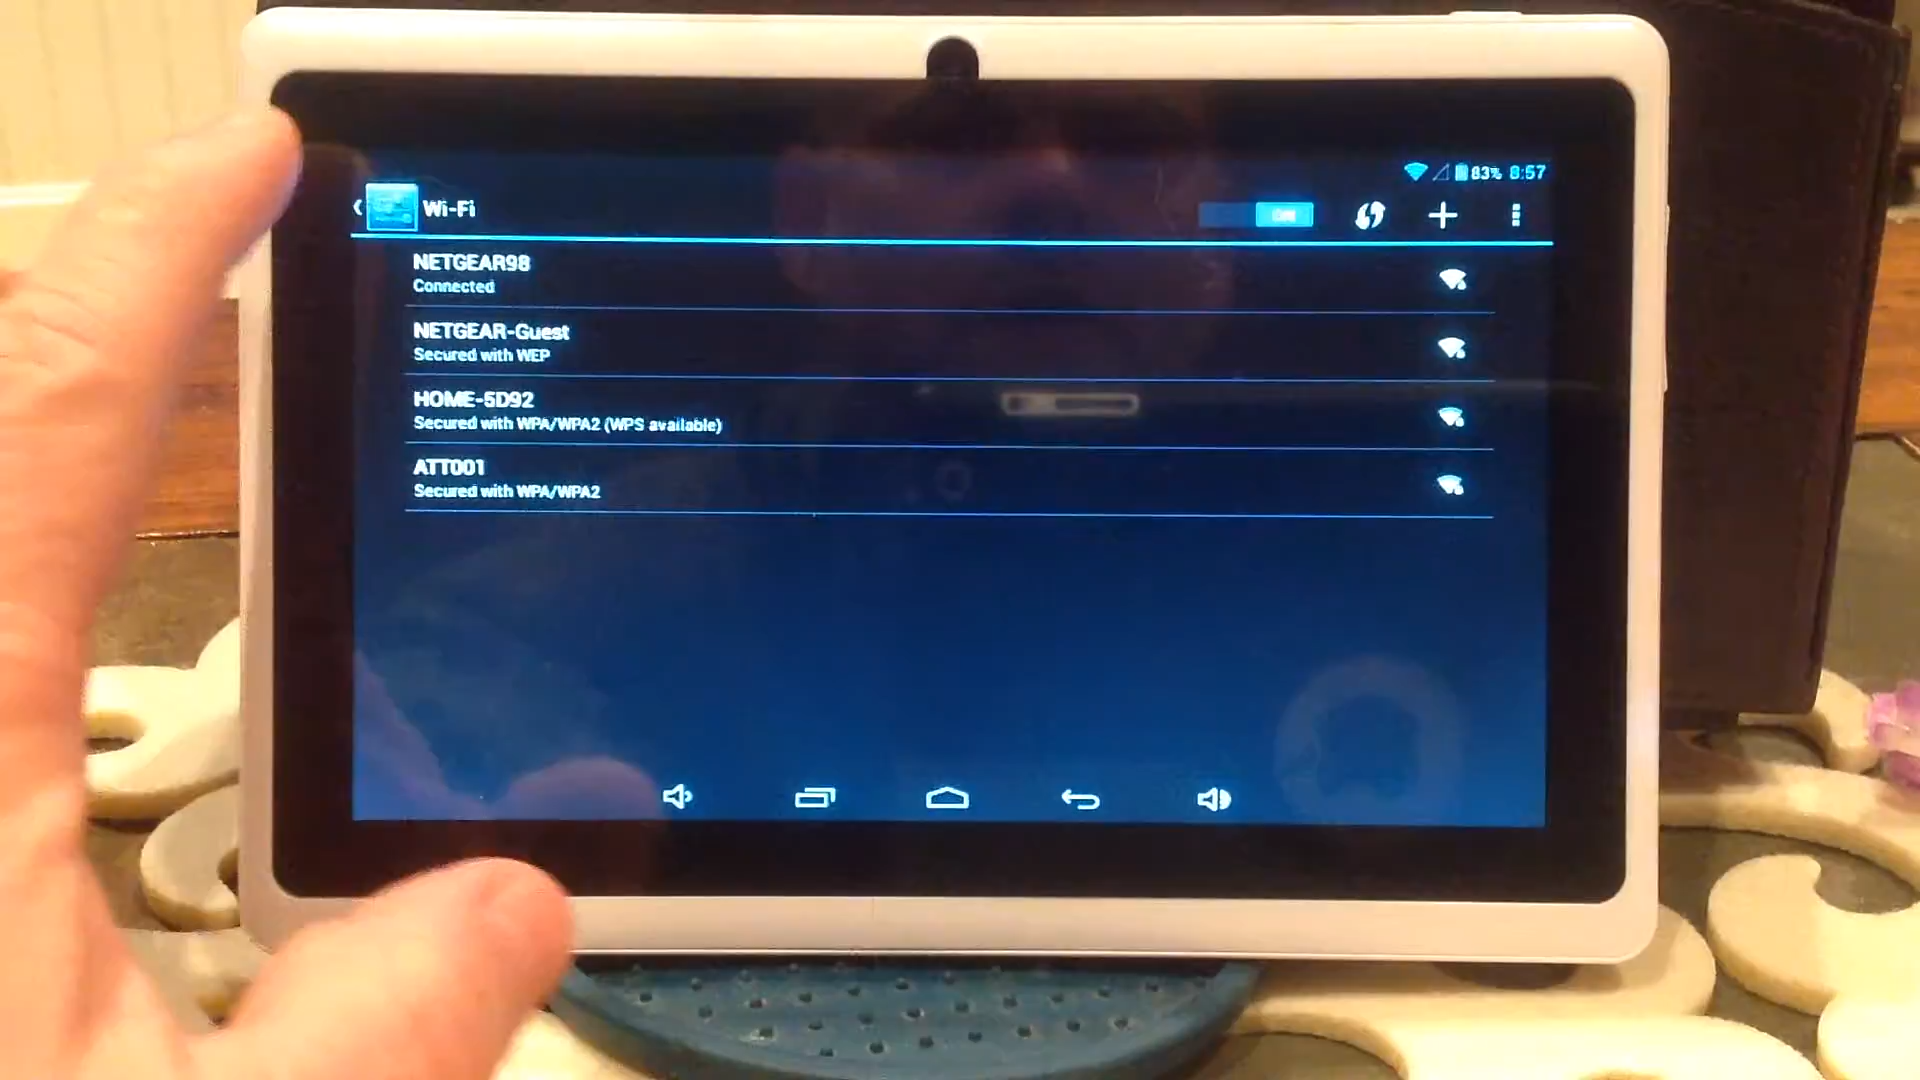 83% 8:57
Wi-Fi ON
NETGEAR98
Connected
NETGEAR-Guest
Secured with WEP
HOME-5D92
Secured with WPA/WPA2 (WPS available)
ATT001
Secured with WPA/WPA2